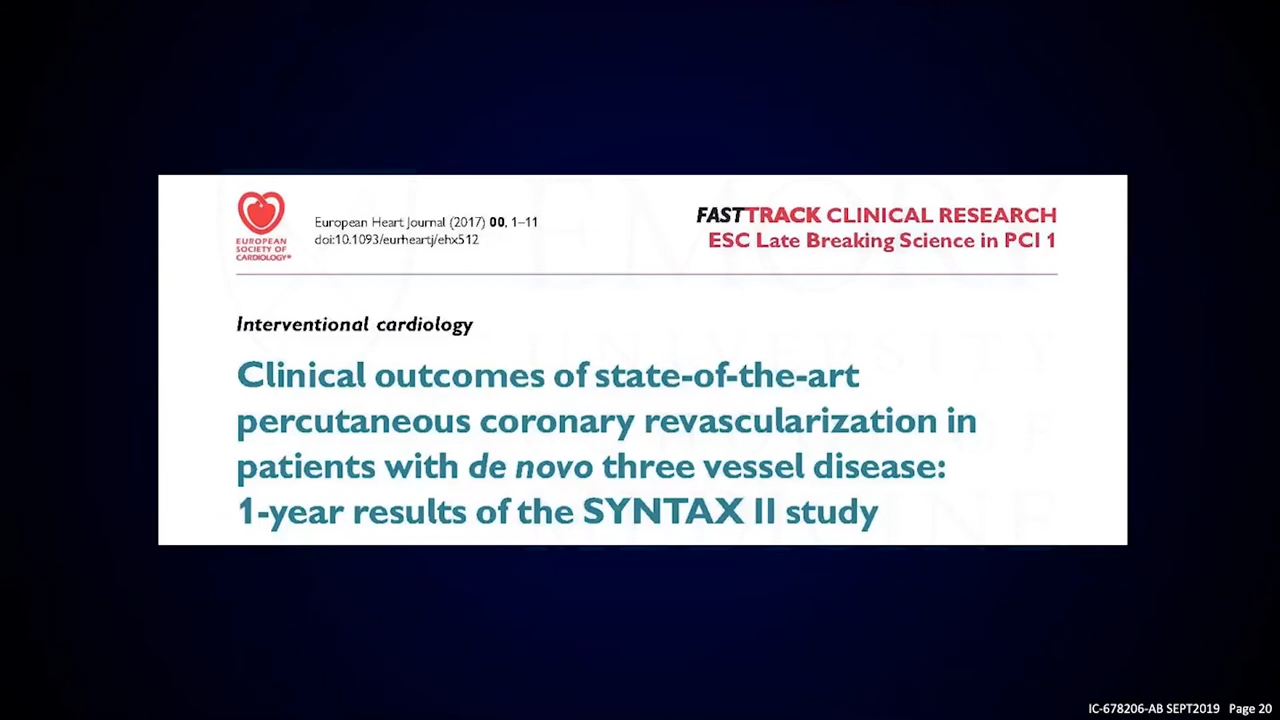 European Heart Journal (2017) 00, 1–11
doi:10.1093/eurheartj/ehx512
FASTTRACK CLINICAL RESEARCH
ESC Late Breaking Science in PCI 1
EUROPEAN
SOCIETY OF
CARDIOLOGY®
Interventional cardiology
Clinical outcomes of state-of-the-art
percutaneous coronary revascularization in
patients with de novo three vessel disease:
1-year results of the SYNTAX II study
EMORY
UNIVERSITY
IC-678206-AB SEPT2019 Page 20